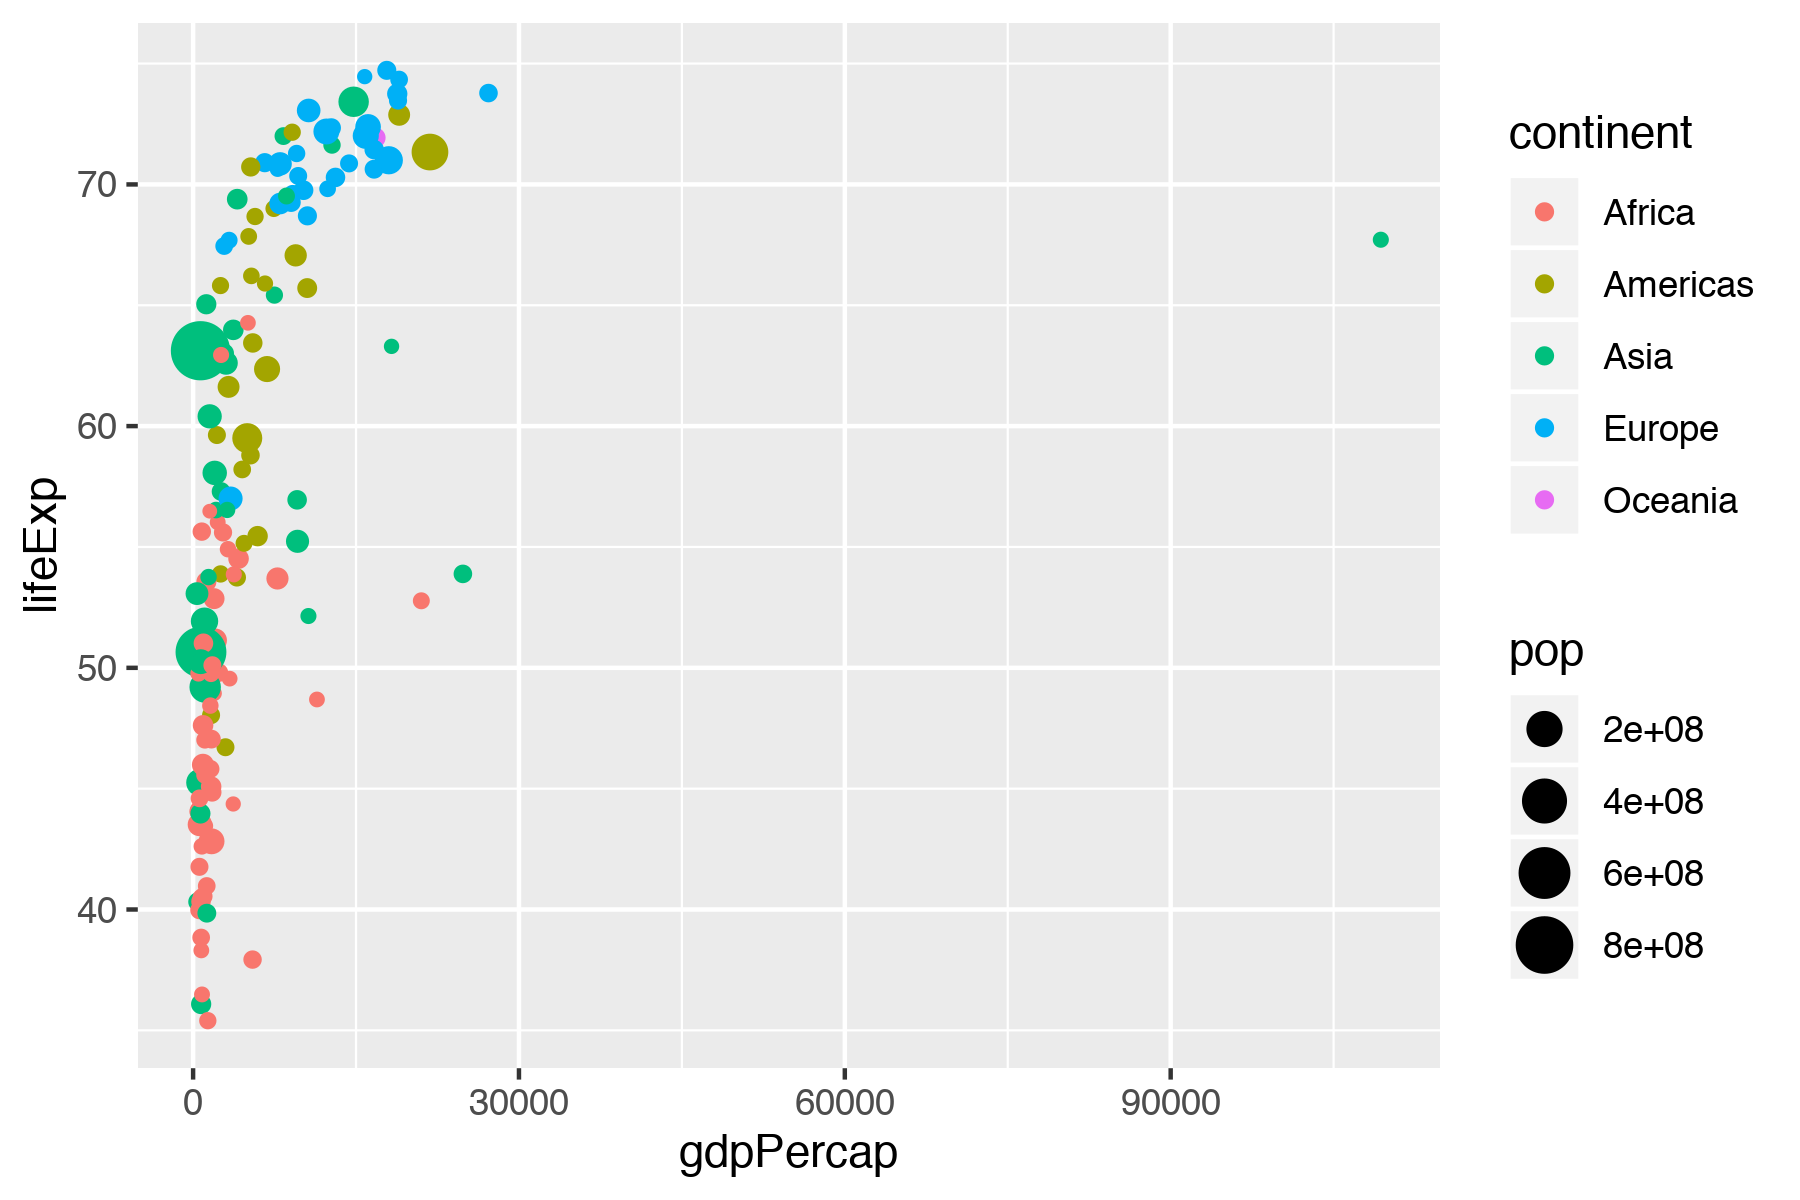 lifeExp
70
60
50
40
0
30000
60000
90000
gdpPercap
continent
Africa
Americas
Asia
Europe
Oceania
pop
2e+08
4e+08
6e+08
8e+08